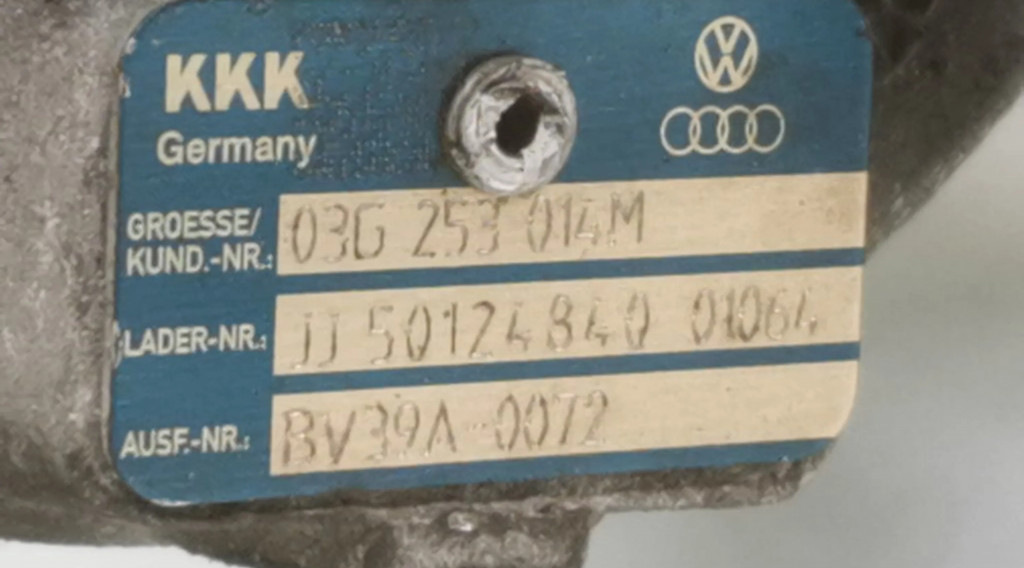 KKK
Germany
GROESSE/
KUND.-NR.: 03G 253 014M
LADER-NR.: JJ 50124840 01064
AUSF.-NR.: BV39A-0072